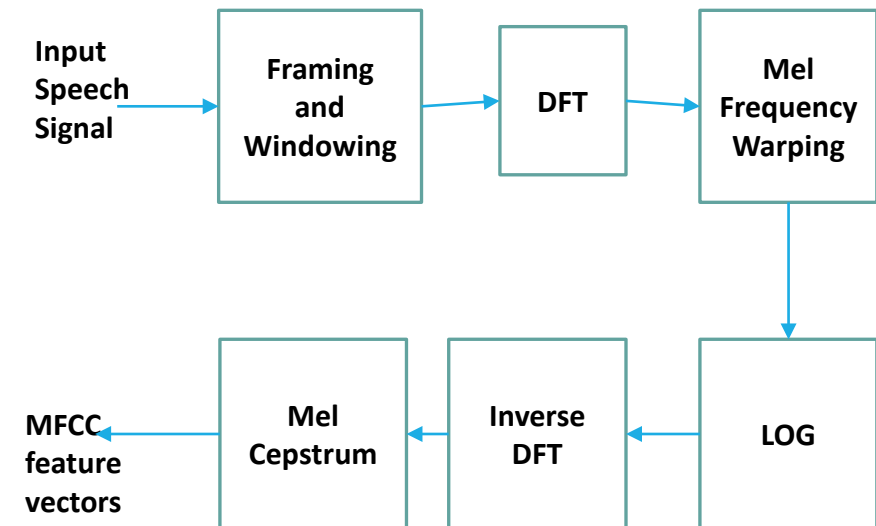 Input
Speech
Signal
Framing
and
Windowing
DFT
Mel
Frequency
Warping
LOG
Inverse
DFT
Mel
Cepstrum
MFCC
feature
vectors